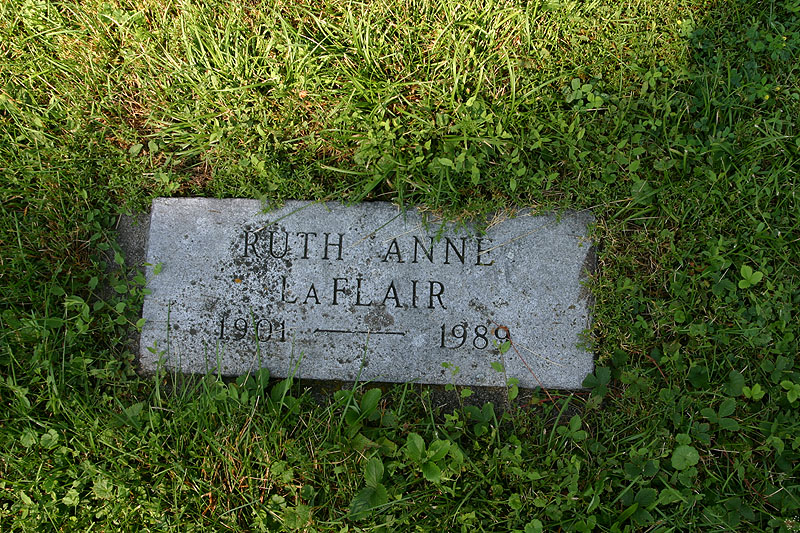 RUTH ANNE
LAFLAIR
1901 — 1989